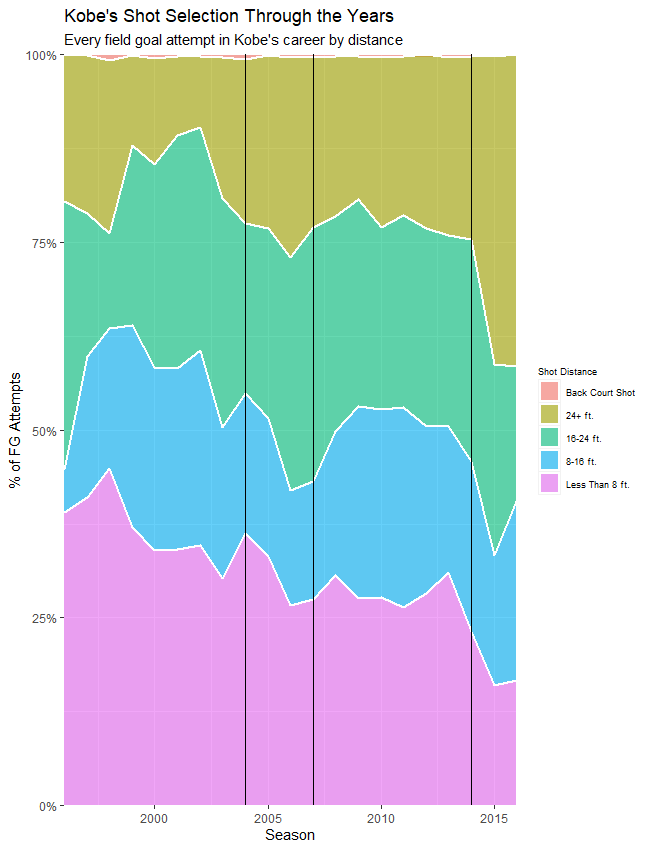 Kobe's Shot Selection Through the Years
Every field goal attempt in Kobe's career by distance
100%
75%
50%
25%
0%
% of FG Attempts
2000
2005
2010
2015
Season
Shot Distance
Back Court Shot
24+ ft.
16-24 ft.
8-16 ft.
Less Than 8 ft.